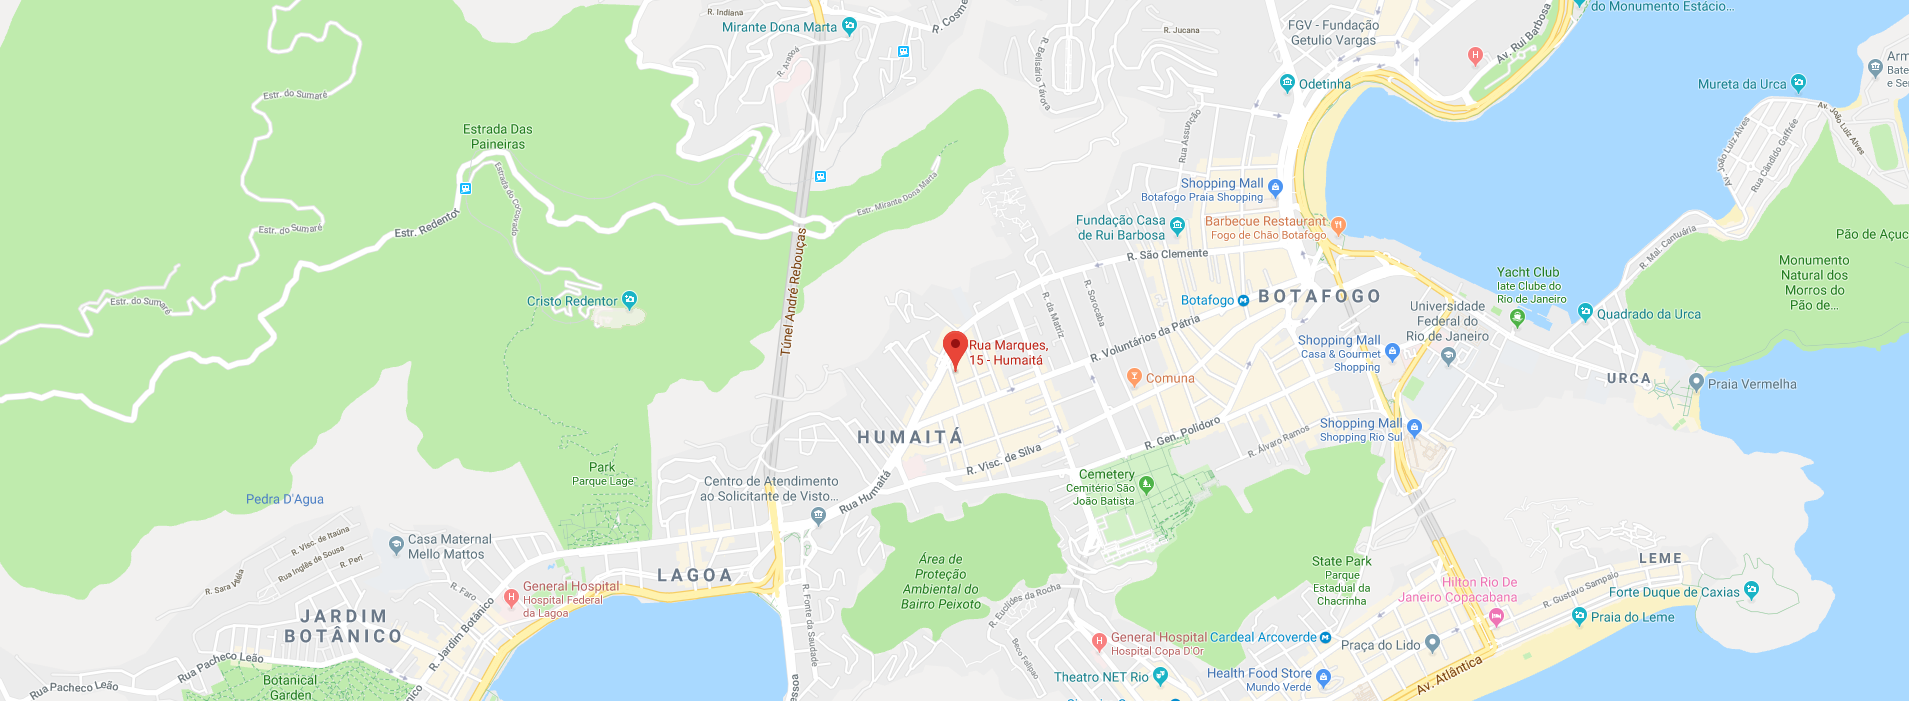 R. Indiana
Mirante Dona Marta
R. Cosme
R. Arapoã
R. Belisário Távora
R. Jucana
FGV - Fundação
Getulio Vargas
Av. Rui Barbosa
do Monumento Estácio...
Odetinha
Mureta da Urca
Arm
Bate
e Se
Av. João Luiz Alves
Av. João Luiz Alves
Rua Cândido Gaffrée
Estr. do Sumaré
Estrada Das
Paineiras
Estrada do Corcovado
Estr. Redentor
Estr. do Sumaré
Estr. do Sumaré
Estr. Mirante Dona Marta
Túnel André Rebouças
Cristo Redentor
Rua Assunção
Shopping Mall
Botafogo Praia Shopping
Fundação Casa
de Rui Barbosa
Barbecue Restaurant
Fogo de Chão Botafogo
R. São Clemente
R. Mal. Cantuária
Pão de Açuc
Monumento
Natural dos
Morros do
Pão de...
Yacht Club
Iate Clube do
Rio de Janeiro
Quadrado da Urca
Botafogo
BOTAFOGO
Universidade
Federal do
Rio de Janeiro
R. da Matriz
R. Sorocaba
R. Voluntários da Pátria
Rua Marques,
15 - Humaitá
Shopping Mall
Casa & Gourmet
Shopping
Comuna
URCA
Praia Vermelha
HUMAITÁ
R. Visc. de Silva
R. Gen. Polidoro
R. Álvaro Ramos
Shopping Mall
Shopping Rio Sul
Park
Parque Lage
Pedra D'Agua
Centro de Atendimento
ao Solicitante de Visto...
Rua Humaitá
Cemetery
Cemitério São
João Batista
Casa Maternal
Mello Mattos
R. Visc. de Itaúna
Rua Inglês de Sousa
R. Peri
R. Sara Vilela
R. Faro
LAGOA
General Hospital
Hospital Federal
da Lagoa
Área de
Proteção
Ambiental do
Bairro Peixoto
R. Euclides da Rocha
State Park
Parque
Estadual da
Chacrinha
Hilton Rio De
Janeiro Copacabana
LEME
R. Gustavo Sampaio
Forte Duque de Caxias
Praia do Leme
JARDIM
BOTÂNICO
R. Jardim Botânico
Rua Pacheco Leão
Rua Pacheco Leão
Botanical
Garden
Botânico
R. Fonte da Saudade
essoa
Beco Felipão
General Hospital
Hospital Copa D'Or
Cardeal Arcoverde
Praça do Lido
Theatro NET Rio
Health Food Store
Mundo Verde
Av. Atlântica